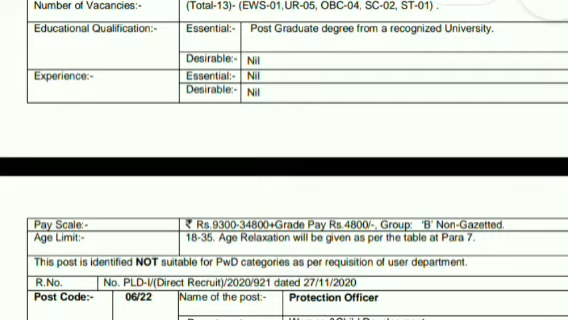 Number of Vacancies:- (Total-13)- (EWS-01,UR-05, OBC-04, SC-02, ST-01) .
Educational Qualification:- Essential:- Post Graduate degree from a recognized University.
Desirable:- Nil
Experience:- Essential:- Nil
Desirable:- Nil
Pay Scale:- ₹ Rs.9300-34800+Grade Pay Rs.4800/-, Group: 'B' Non-Gazetted.
Age Limit:- 18-35. Age Relaxation will be given as per the table at Para 7.
This post is identified NOT suitable for PwD categories as per requisition of user department.
R.No. No. PLD-I/(Direct Recruit)/2020/921 dated 27/11/2020
Post Code:- 06/22 Name of the post:- Protection Officer